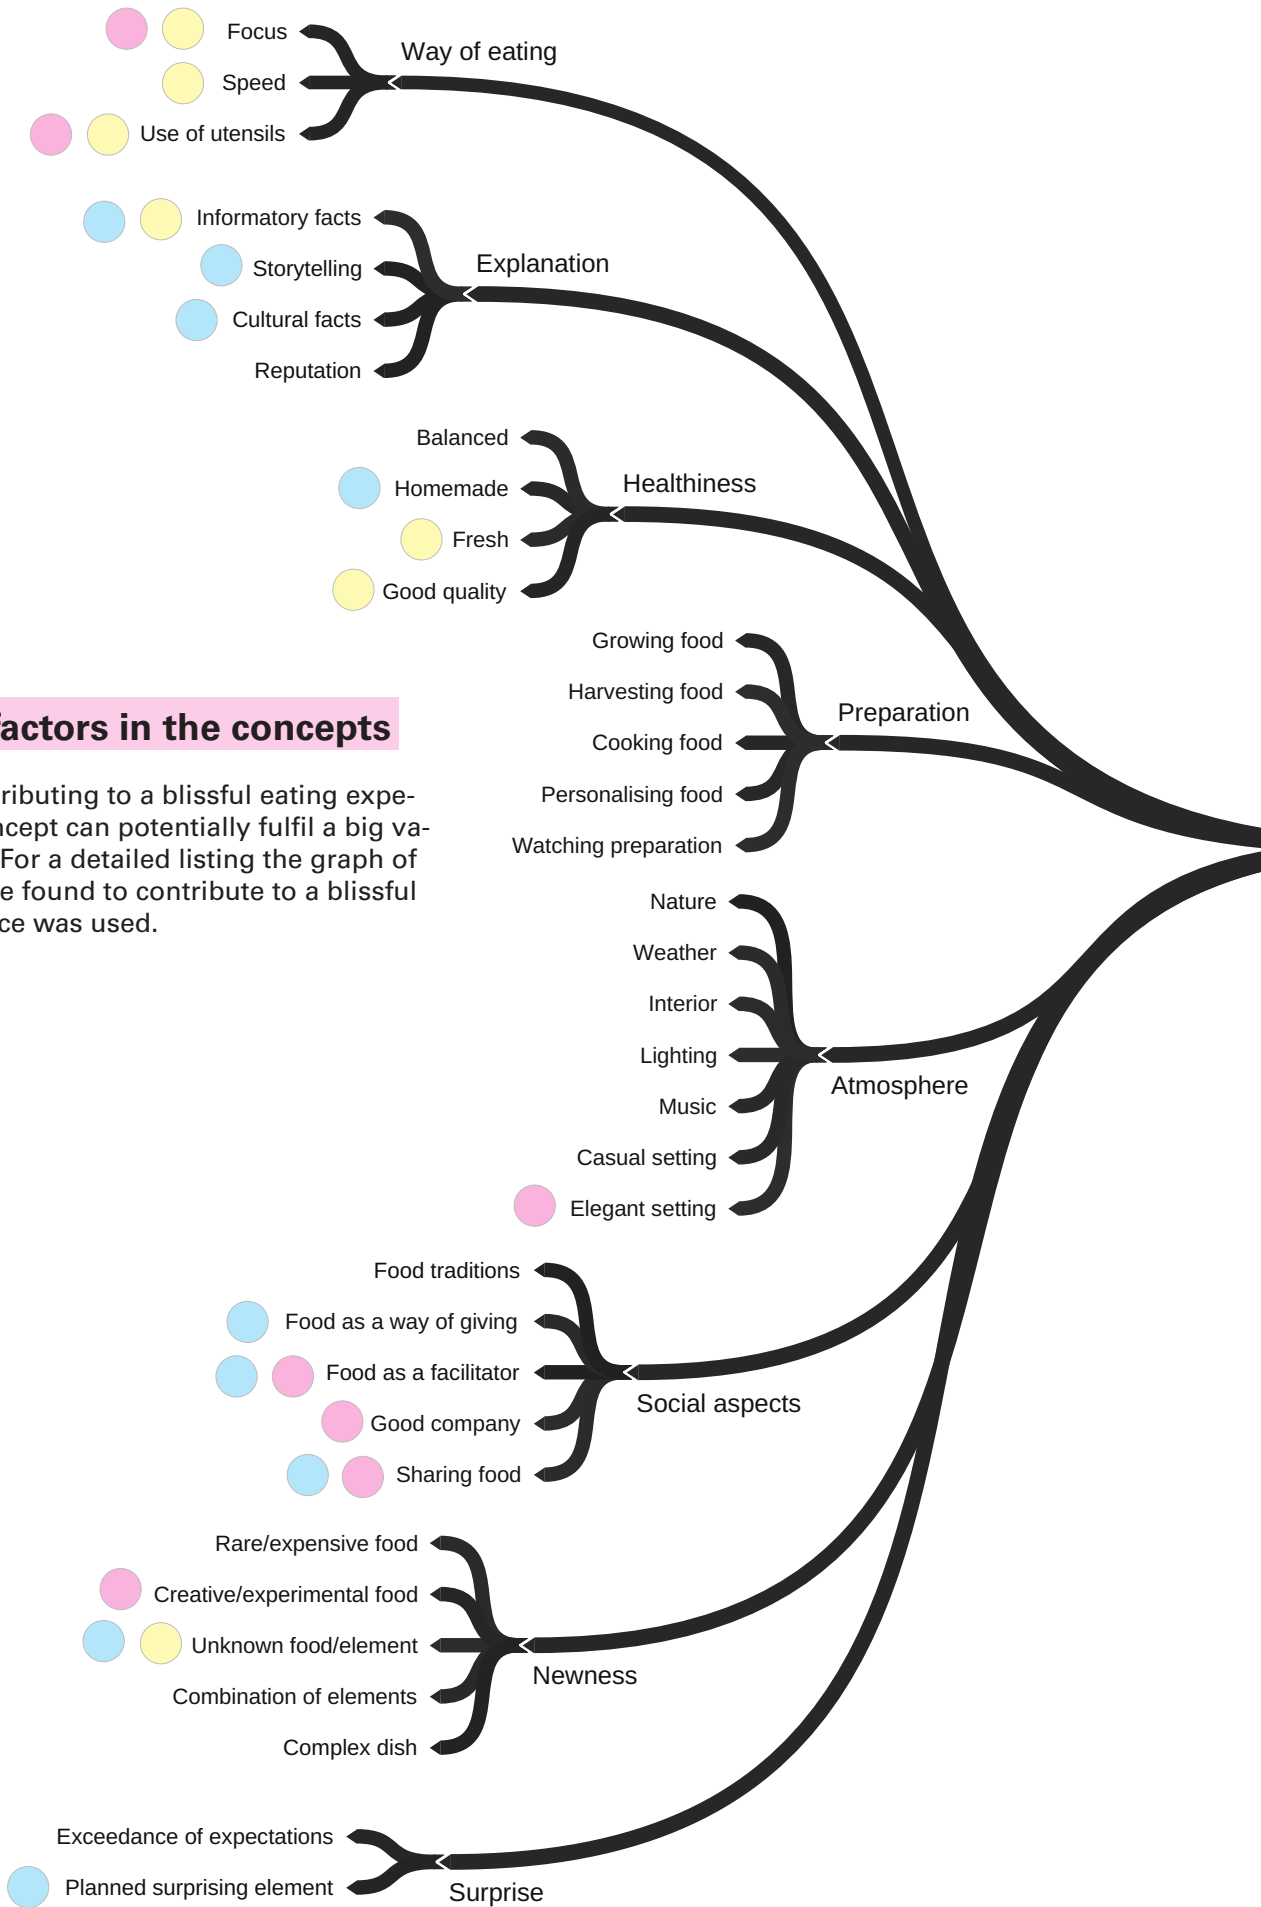 Focus
Way of eating
Speed
Use of utensils
Informatory facts
Explanation
Storytelling
Cultural facts
Reputation
Balanced
Healthiness
Homemade
Fresh
Good quality
Growing food
Harvesting food
Preparation
Cooking food
Personalising food
Watching preparation
factors in the concepts
ributing to a blissful eating expe-
ncept can potentially fulfil a big va-
For a detailed listing the graph of
e found to contribute to a blissful
ce was used.
Nature
Weather
Interior
Lighting
Atmosphere
Music
Casual setting
Elegant setting
Food traditions
Food as a way of giving
Food as a facilitator
Social aspects
Good company
Sharing food
Rare/expensive food
Creative/experimental food
Unknown food/element
Newness
Combination of elements
Complex dish
Exceedance of expectations
Planned surprising element
Surprise